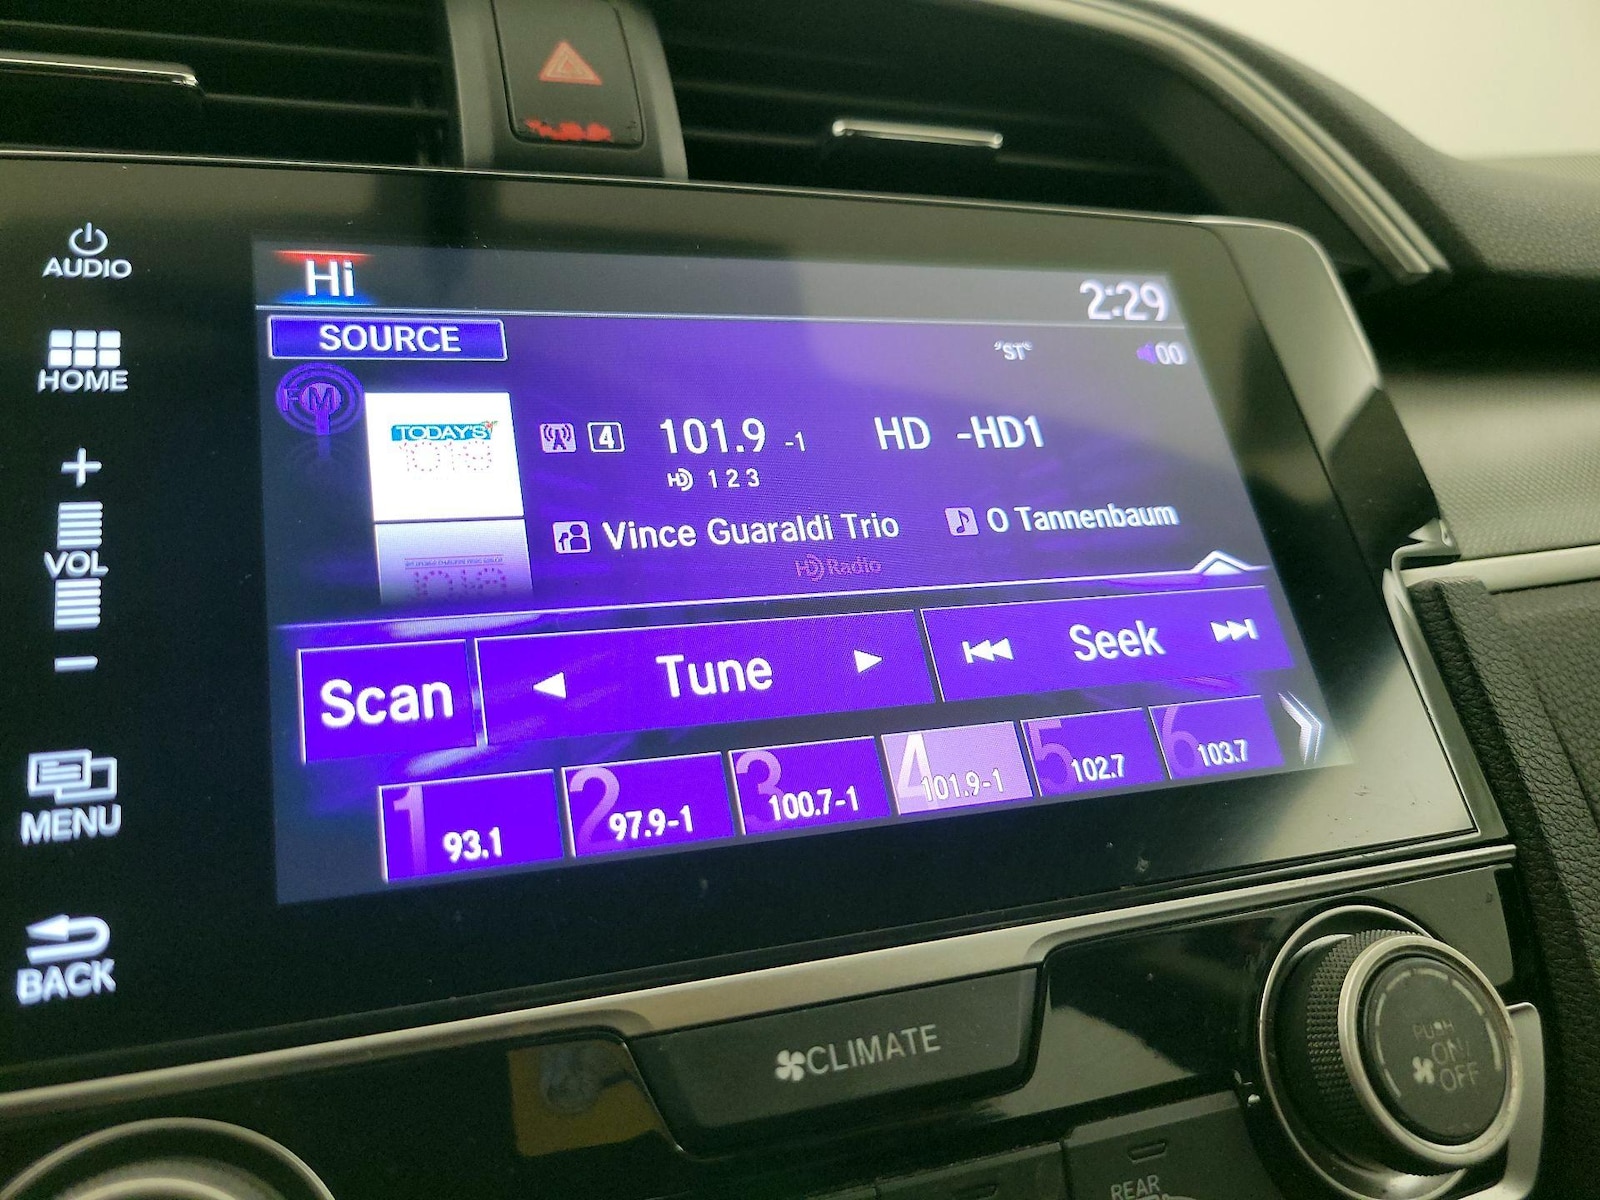 AUDIO
Hi
2:29
SOURCE
"ST"
00
HOME
FM
TODAY'S
101.9
4
101.9 -1
HD -HD1
HD 1 2 3
Vince Guaraldi Trio
O Tannenbaum
HD Radio
+
VOL
-
Scan
Tune
Seek
1 93.1
2 97.9-1
3 100.7-1
4 101.9-1
5 102.7
6 103.7
MENU
BACK
CLIMATE
PUSH
ON/
OFF
REAR